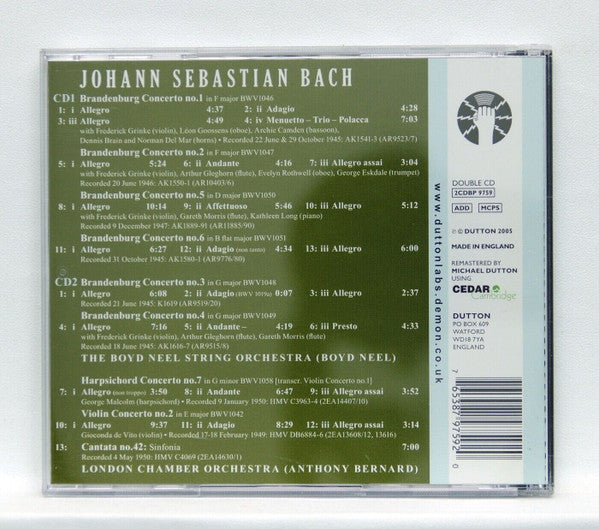 JOHANN SEBASTIAN BACH
CD1 Brandenburg Concerto no.1 in F major BWV1046
1: i Allegro 4:37 2: ii Adagio 4:28
3: iii Allegro 4:49 4: iv Menuetto – Trio – Polacca 7:03
with Frederick Grinke (violin), Léon Goossens (oboe), Archie Camden (bassoon),
Dennis Brain and Norman Del Mar (horns) • Recorded 22 June & 29 October 1945: AK1541-3 (AR9523/7)
Brandenburg Concerto no.2 in F major BWV1047
5: i Allegro 5:24 6: ii Andante 4:16 7: iii Allegro assai 3:04
with Frederick Grinke (violin), Arthur Gleghorn (flute), Evelyn Rothwell (oboe), George Eskdale (trumpet)
Recorded 20 June 1946: AK1550-1 (AR10403/6)
Brandenburg Concerto no.5 in D major BWV1050
8: i Allegro 10:14 9: ii Affettuoso 5:46 10: iii Allegro 5:12
with Frederick Grinke (violin), Gareth Morris (flute), Kathleen Long (piano)
Recorded 9 December 1947: AK1889-91 (AR11885/90)
Brandenburg Concerto no.6 in B flat major BWV1051
11: i Allegro 6:27 12: ii Adagio (non tanto) 4:34 13: iii Allegro 6:00
Recorded 31 October 1945: AK1580-1 (AR9776/80)
CD2 Brandenburg Concerto no.3 in G major BWV1048
1: i Allegro 6:08 2: ii Adagio (BWV 1019a) 0:07 3: iii Allegro 2:37
Recorded 21 June 1945: K1619 (AR9519/20)
Brandenburg Concerto no.4 in G major BWV1049
4: i Allegro 7:16 5: ii Andante – 4:19 6: iii Presto 4:33
with Frederick Grinke (violin), Arthur Gleghorn (flute), Gareth Morris (flute)
Recorded 18 June 1945: AK1616-7 (AR9515/8)
THE BOYD NEEL STRING ORCHESTRA (BOYD NEEL)
Harpsichord Concerto no.7 in G minor BWV1058 [transcr. Violin Concerto no.1]
7: i Allegro (non troppo) 3:50 8: ii Andante 6:47 9: iii Allegro assai 3:52
George Malcolm (harpsichord) • Recorded 9 January 1950: HMV C3963-4 (2EA14407/10)
Violin Concerto no.2 in E major BWV1042
10: i Allegro 9:37 11: ii Adagio 8:29 12: iii Allegro assai 3:14
Gioconda de Vito (violin) • Recorded 17-18 February 1949: HMV DB6884-6 (2EA13608/12, 13616)
13: Cantata no.42: Sinfonia 7:00
Recorded 4 May 1950: HMV C4069 (2EA14630/1)
LONDON CHAMBER ORCHESTRA (ANTHONY BERNARD)
www.duttonlabs.demon.co.uk
DOUBLE CD
2CDBP 9759
ADD MCPS
℗ © DUTTON 2005
MADE IN ENGLAND
REMASTERED BY
MICHAEL DUTTON
USING
CEDAR
Cambridge
DUTTON
PO BOX 609
WATFORD
WD18 7YA
ENGLAND
7 65387 97592 0